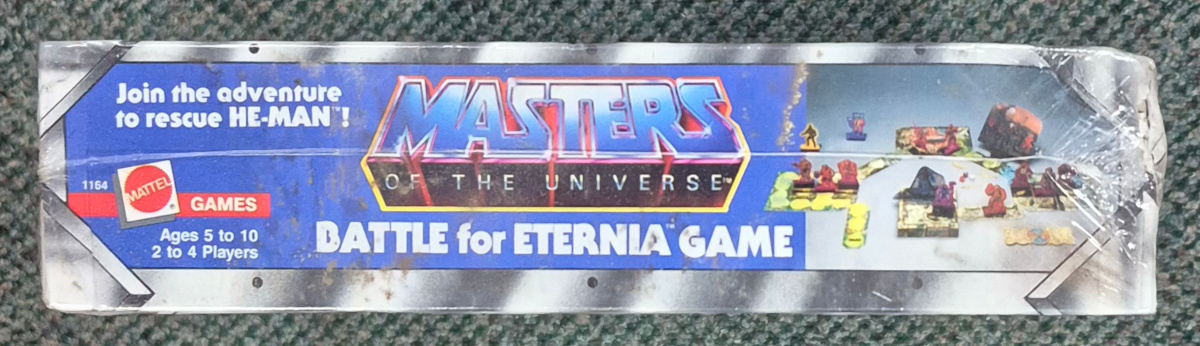 Join the adventure
to rescue HE-MAN™!
1164
MATTEL
GAMES
Ages 5 to 10
2 to 4 Players
MASTERS
OF THE UNIVERSE™
BATTLE for ETERNIA™ GAME